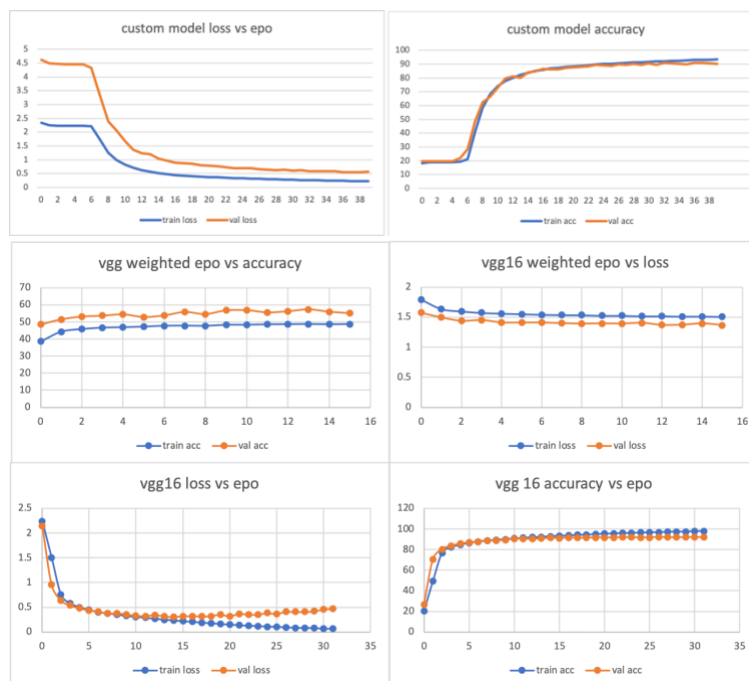 custom model loss vs epo
5
4.5
4
3.5
3
2.5
2
1.5
1
0.5
0
0 2 4 6 8 10 12 14 16 18 20 22 24 26 28 30 32 34 36 38
train loss val loss
custom model accuracy
100
90
80
70
60
50
40
30
20
10
0
0 2 4 6 8 10 12 14 16 18 20 22 24 26 28 30 32 34 36 38
train acc val acc
vgg weighted epo vs accuracy
70
60
50
40
30
20
10
0
0 2 4 6 8 10 12 14 16
train acc val acc
vgg16 weighted epo vs loss
2
1.5
1
0.5
0
0 2 4 6 8 10 12 14 16
train loss val loss
vgg16 loss vs epo
2.5
2
1.5
1
0.5
0
0 5 10 15 20 25 30 35
train loss val loss
vgg 16 accuracy vs epo
120
100
80
60
40
20
0
0 5 10 15 20 25 30 35
train acc val acc